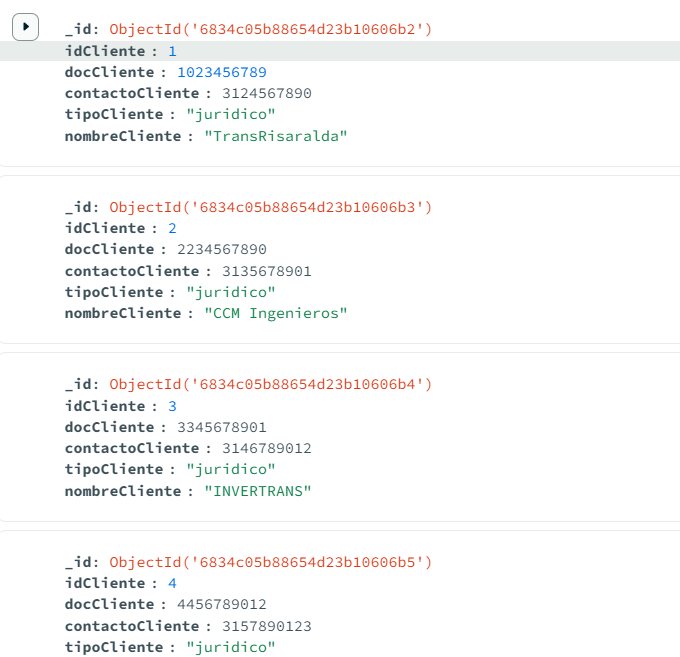 _id: ObjectId('6834c05b88654d23b10606b2')
idCliente : 1
docCliente : 1023456789
contactoCliente : 3124567890
tipoCliente : "juridico"
nombreCliente : "TransRisaralda"
_id: ObjectId('6834c05b88654d23b10606b3')
idCliente : 2
docCliente : 2234567890
contactoCliente : 3135678901
tipoCliente : "juridico"
nombreCliente : "CCM Ingenieros"
_id: ObjectId('6834c05b88654d23b10606b4')
idCliente : 3
docCliente : 3345678901
contactoCliente : 3146789012
tipoCliente : "juridico"
nombreCliente : "INVERTRANS"
_id: ObjectId('6834c05b88654d23b10606b5')
idCliente : 4
docCliente : 4456789012
contactoCliente : 3157890123
tipoCliente : "juridico"